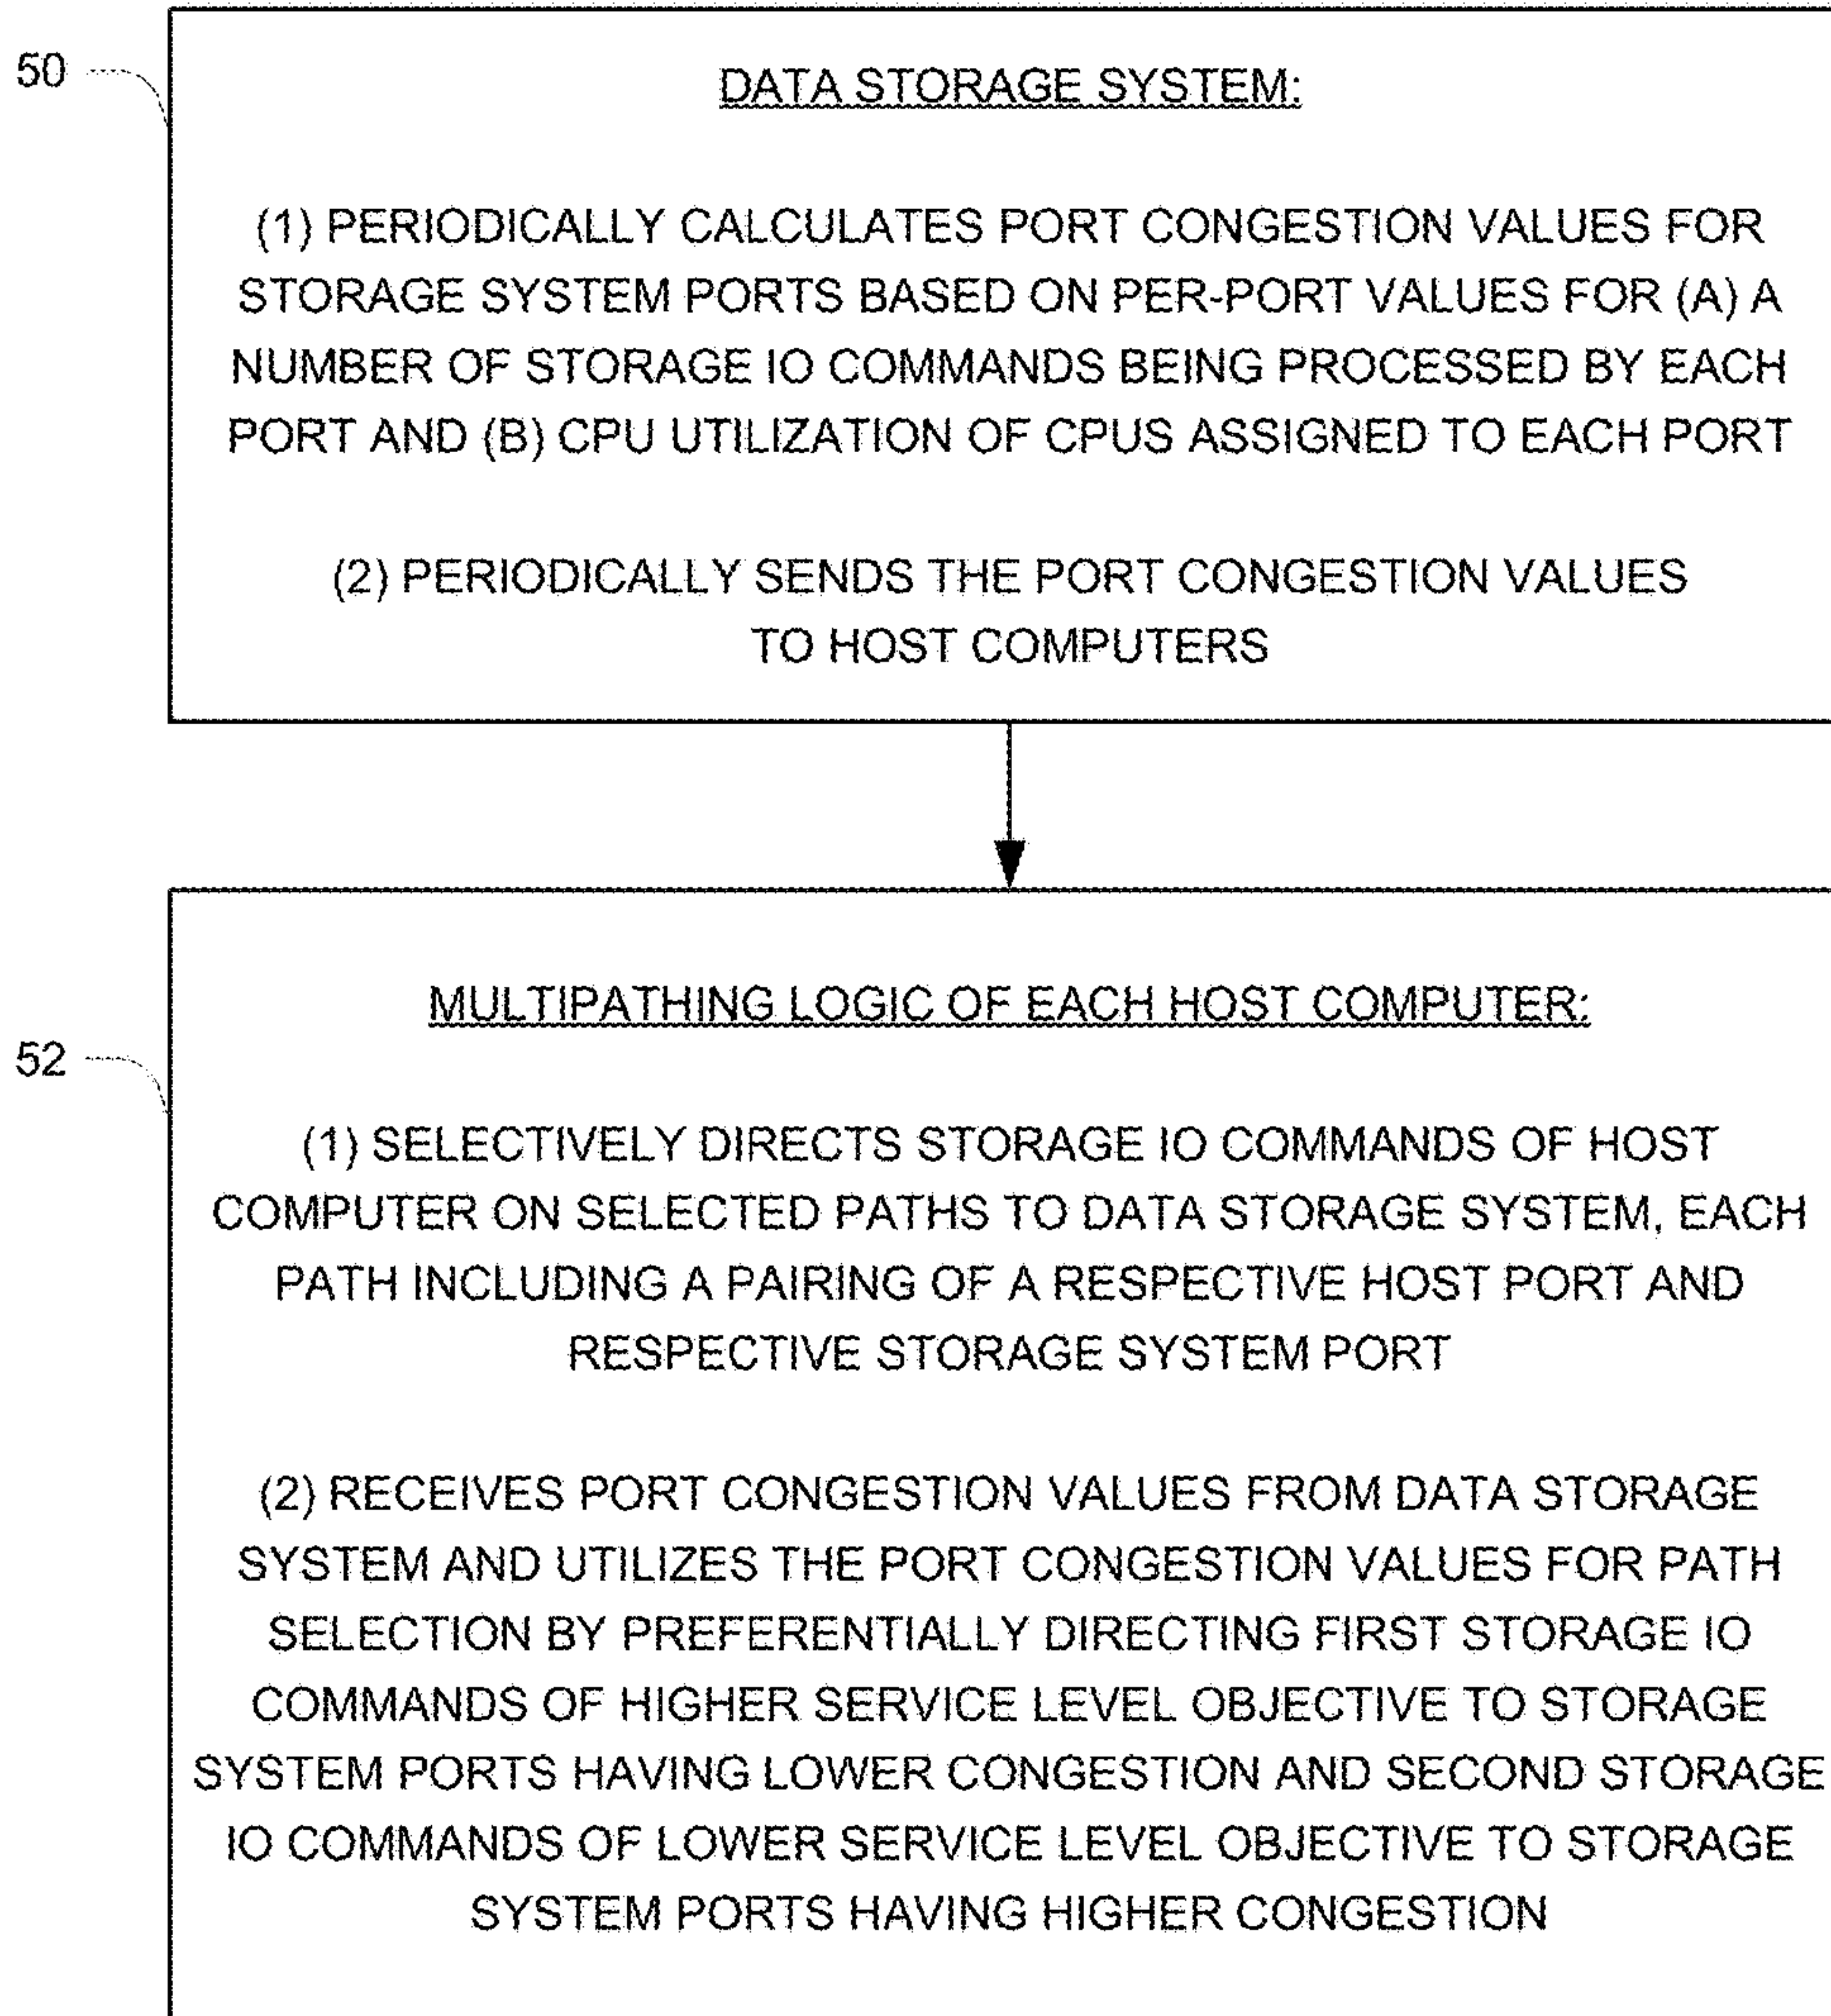 50
DATA STORAGE SYSTEM:
(1) PERIODICALLY CALCULATES PORT CONGESTION VALUES FOR
STORAGE SYSTEM PORTS BASED ON PER-PORT VALUES FOR (A) A
NUMBER OF STORAGE IO COMMANDS BEING PROCESSED BY EACH
PORT AND (B) CPU UTILIZATION OF CPUS ASSIGNED TO EACH PORT
(2) PERIODICALLY SENDS THE PORT CONGESTION VALUES
TO HOST COMPUTERS
52
MULTIPATHING LOGIC OF EACH HOST COMPUTER:
(1) SELECTIVELY DIRECTS STORAGE IO COMMANDS OF HOST
COMPUTER ON SELECTED PATHS TO DATA STORAGE SYSTEM, EACH
PATH INCLUDING A PAIRING OF A RESPECTIVE HOST PORT AND
RESPECTIVE STORAGE SYSTEM PORT
(2) RECEIVES PORT CONGESTION VALUES FROM DATA STORAGE
SYSTEM AND UTILIZES THE PORT CONGESTION VALUES FOR PATH
SELECTION BY PREFERENTIALLY DIRECTING FIRST STORAGE IO
COMMANDS OF HIGHER SERVICE LEVEL OBJECTIVE TO STORAGE
SYSTEM PORTS HAVING LOWER CONGESTION AND SECOND STORAGE
IO COMMANDS OF LOWER SERVICE LEVEL OBJECTIVE TO STORAGE
SYSTEM PORTS HAVING HIGHER CONGESTION